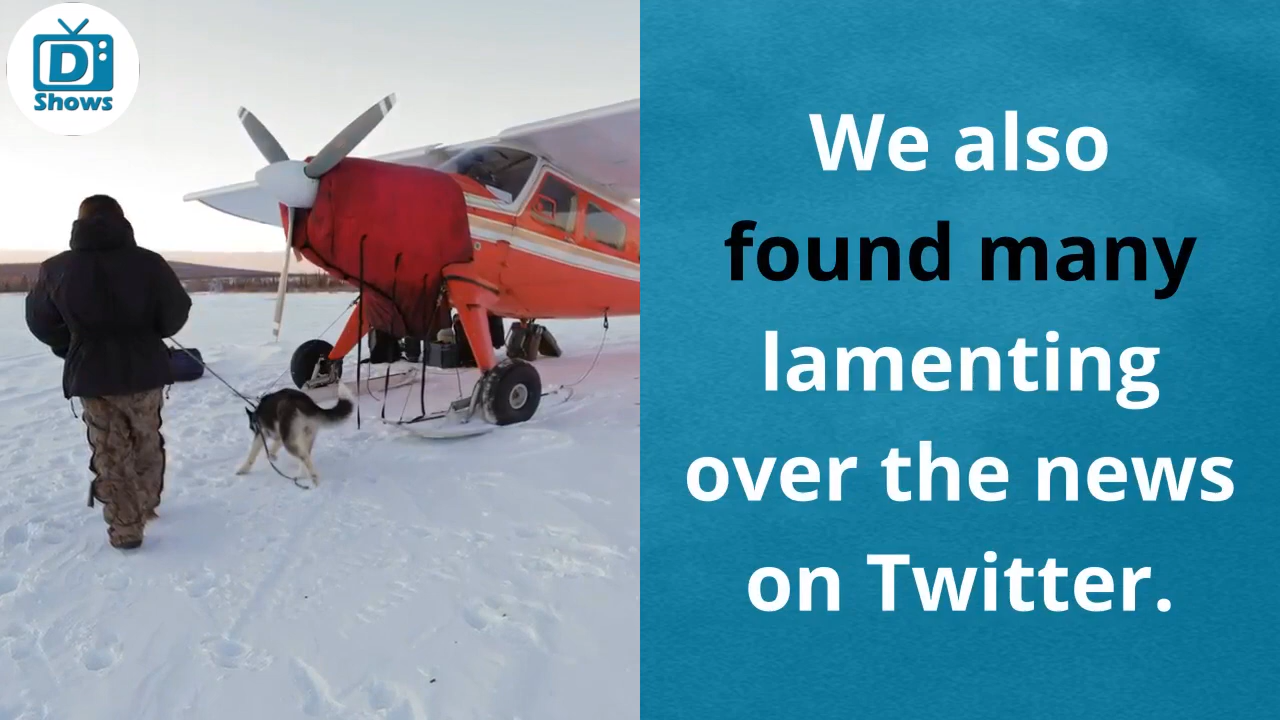 D
Shows
We also
found many
lamenting
over the news
on Twitter.